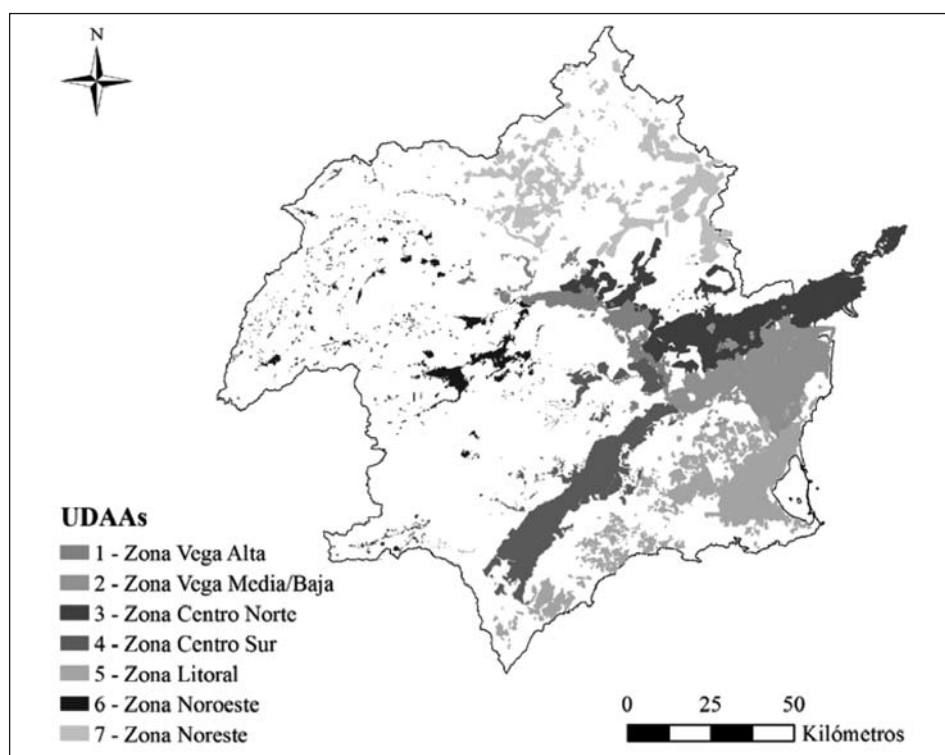 N
UDAAs
1 - Zona Vega Alta
2 - Zona Vega Media/Baja
3 - Zona Centro Norte
4 - Zona Centro Sur
5 - Zona Litoral
6 - Zona Noroeste
7 - Zona Noreste
0 25 50
Kilómetros